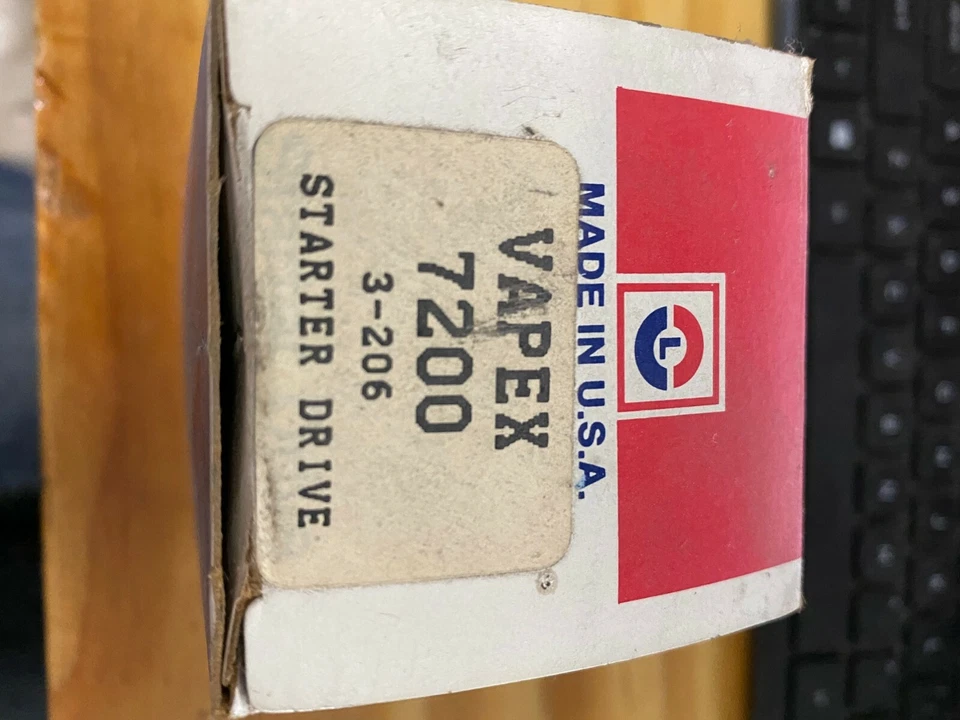 L
MADE IN U.S.A.
VAPEX
7200
3-206
STARTER DRIVE